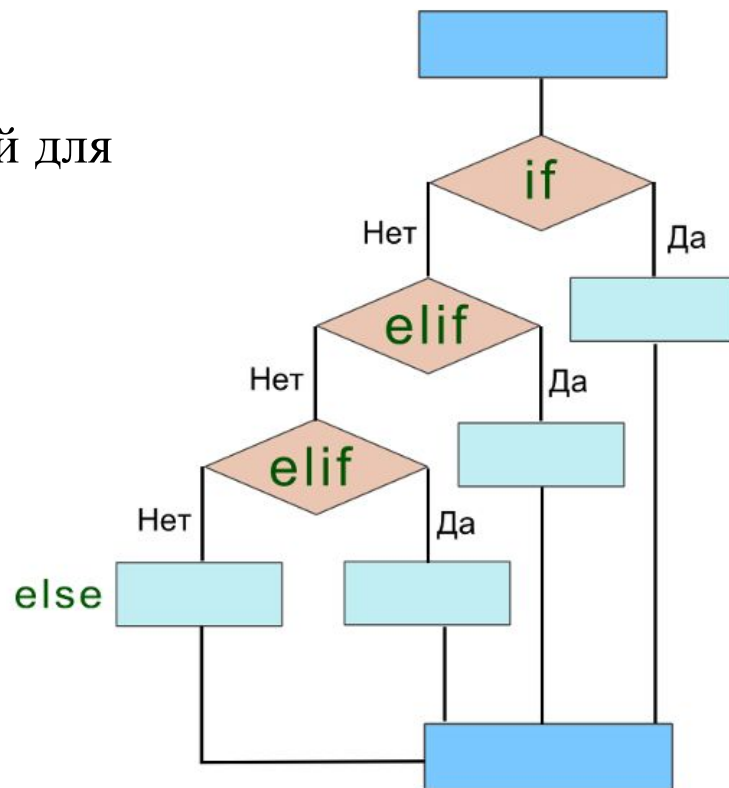 й для
if
Нет
Да
elif
Нет
Да
elif
Нет
Да
else